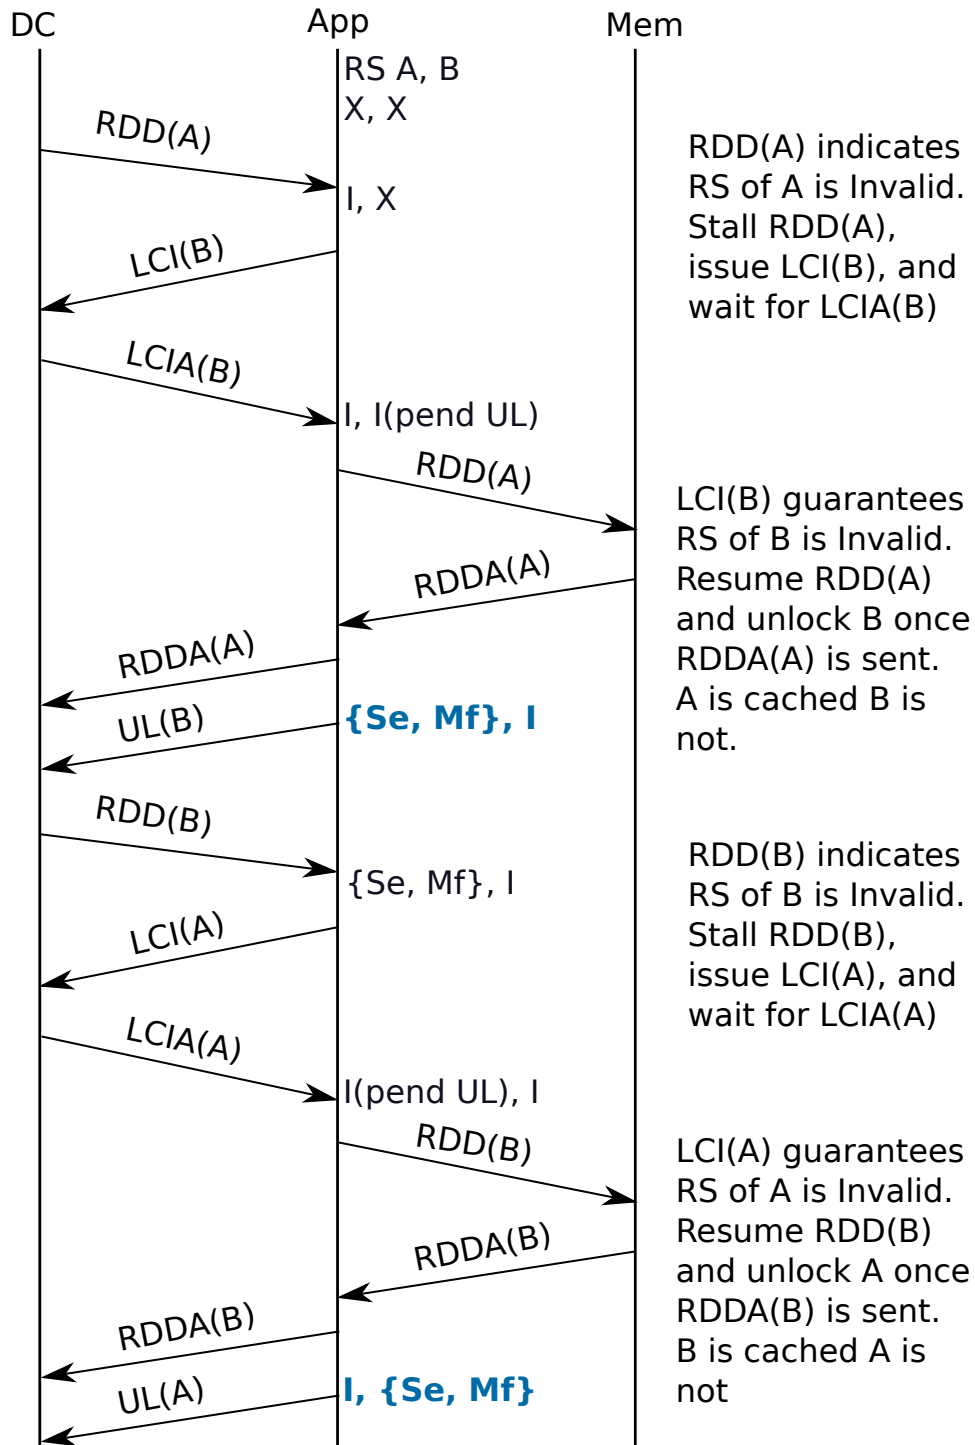 DC
App
Mem
RS A, B
X, X
RDD(A)
I, X
RDD(A) indicates
RS of A is Invalid.
Stall RDD(A),
issue LCI(B), and
wait for LCIA(B)
LCI(B)
LCIA(B)
I, I(pend UL)
RDD(A)
RDDA(A)
LCI(B) guarantees
RS of B is Invalid.
Resume RDD(A)
and unlock B once
RDDA(A) is sent.
A is cached B is
not.
RDDA(A)
UL(B)
{Se, Mf}, I
RDD(B)
{Se, Mf}, I
RDD(B) indicates
RS of B is Invalid.
Stall RDD(B),
issue LCI(A), and
wait for LCIA(A)
LCI(A)
LCIA(A)
I(pend UL), I
RDD(B)
RDDA(B)
LCI(A) guarantees
RS of A is Invalid.
Resume RDD(B)
and unlock A once
RDDA(B) is sent.
B is cached A is
not
RDDA(B)
UL(A)
I, {Se, Mf}